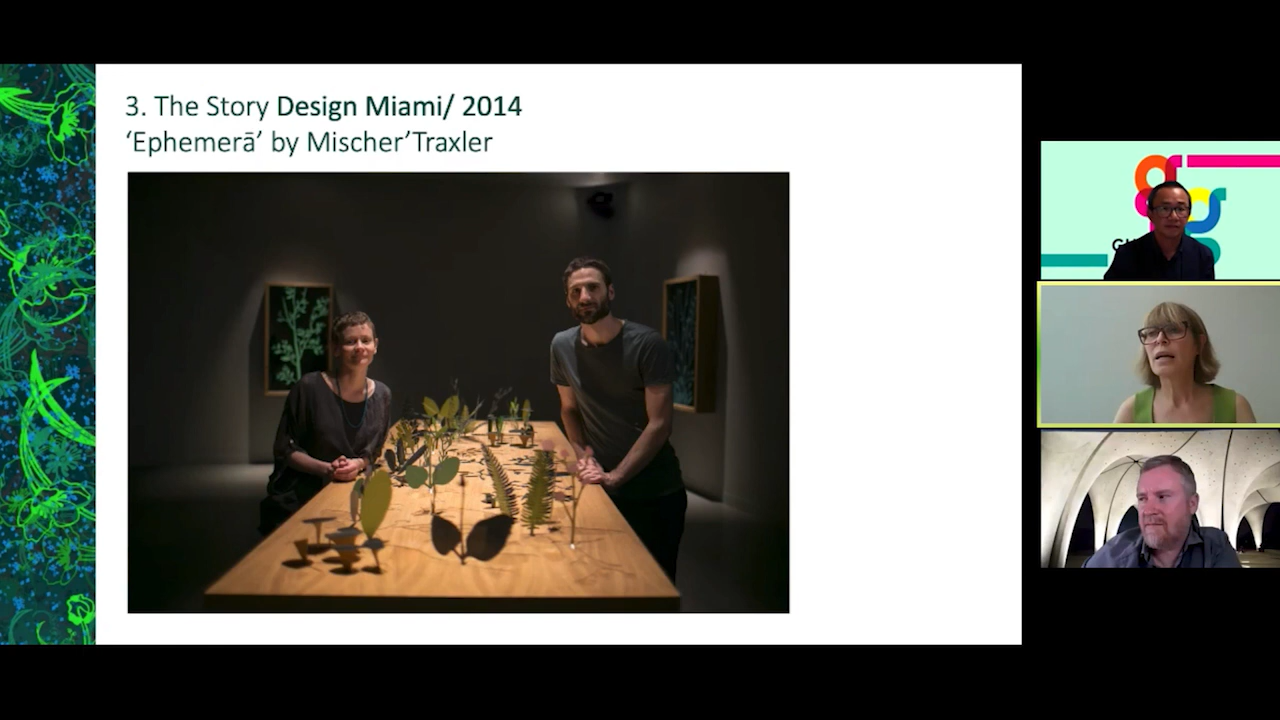 3. The Story Design Miami/ 2014
‘Ephemerā’ by Mischer’Traxler